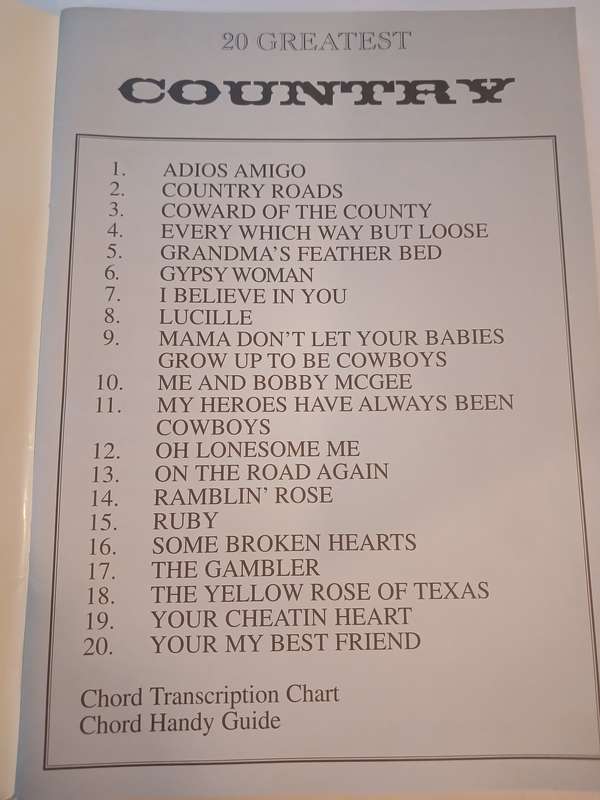 20 GREATEST
COUNTRY
1. ADIOS AMIGO
2. COUNTRY ROADS
3. COWARD OF THE COUNTY
4. EVERY WHICH WAY BUT LOOSE
5. GRANDMA'S FEATHER BED
6. GYPSY WOMAN
7. I BELIEVE IN YOU
8. LUCILLE
9. MAMA DON'T LET YOUR BABIES
GROW UP TO BE COWBOYS
10. ME AND BOBBY MCGEE
11. MY HEROES HAVE ALWAYS BEEN
COWBOYS
12. OH LONESOME ME
13. ON THE ROAD AGAIN
14. RAMBLIN' ROSE
15. RUBY
16. SOME BROKEN HEARTS
17. THE GAMBLER
18. THE YELLOW ROSE OF TEXAS
19. YOUR CHEATIN HEART
20. YOUR MY BEST FRIEND
Chord Transcription Chart
Chord Handy Guide